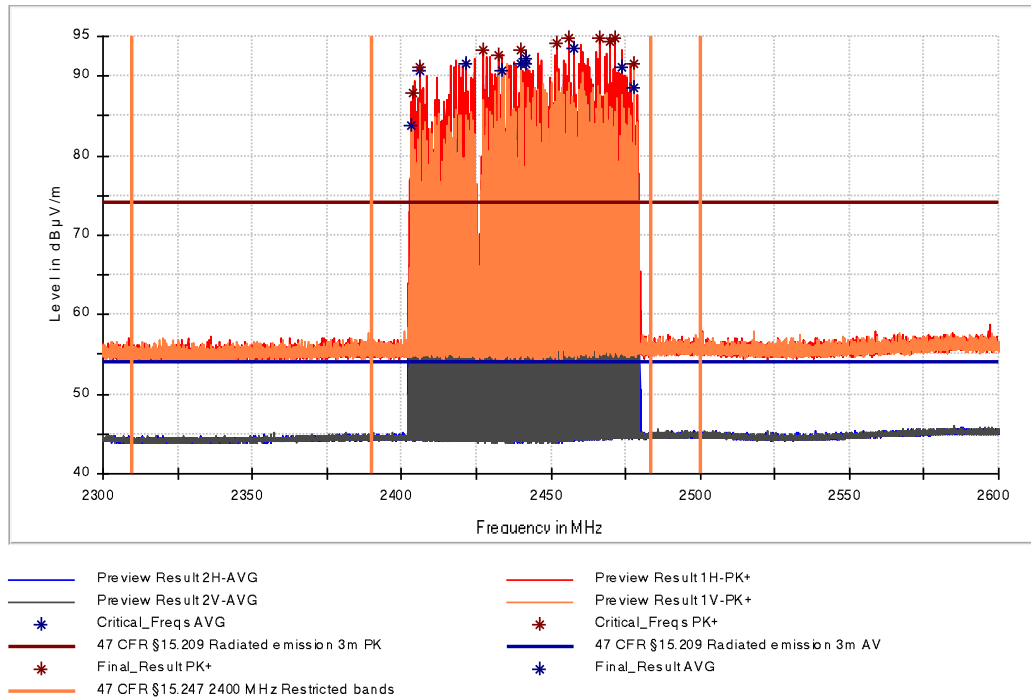 Level in dBµV/m
95
90
80
70
60
50
40
2300
2350
2400
2450
2500
2550
2600
Frequency in MHz
Preview Result 2H-AVG
Preview Result 1H-PK+
Preview Result 2V-AVG
Preview Result 1V-PK+
Critical_Freqs AVG
Critical_Freqs PK+
47 CFR §15.209 Radiated emission 3m PK
47 CFR §15.209 Radiated emission 3m AV
Final_Result PK+
Final_Result AVG
47 CFR §15.247 2400 MHz Restricted bands